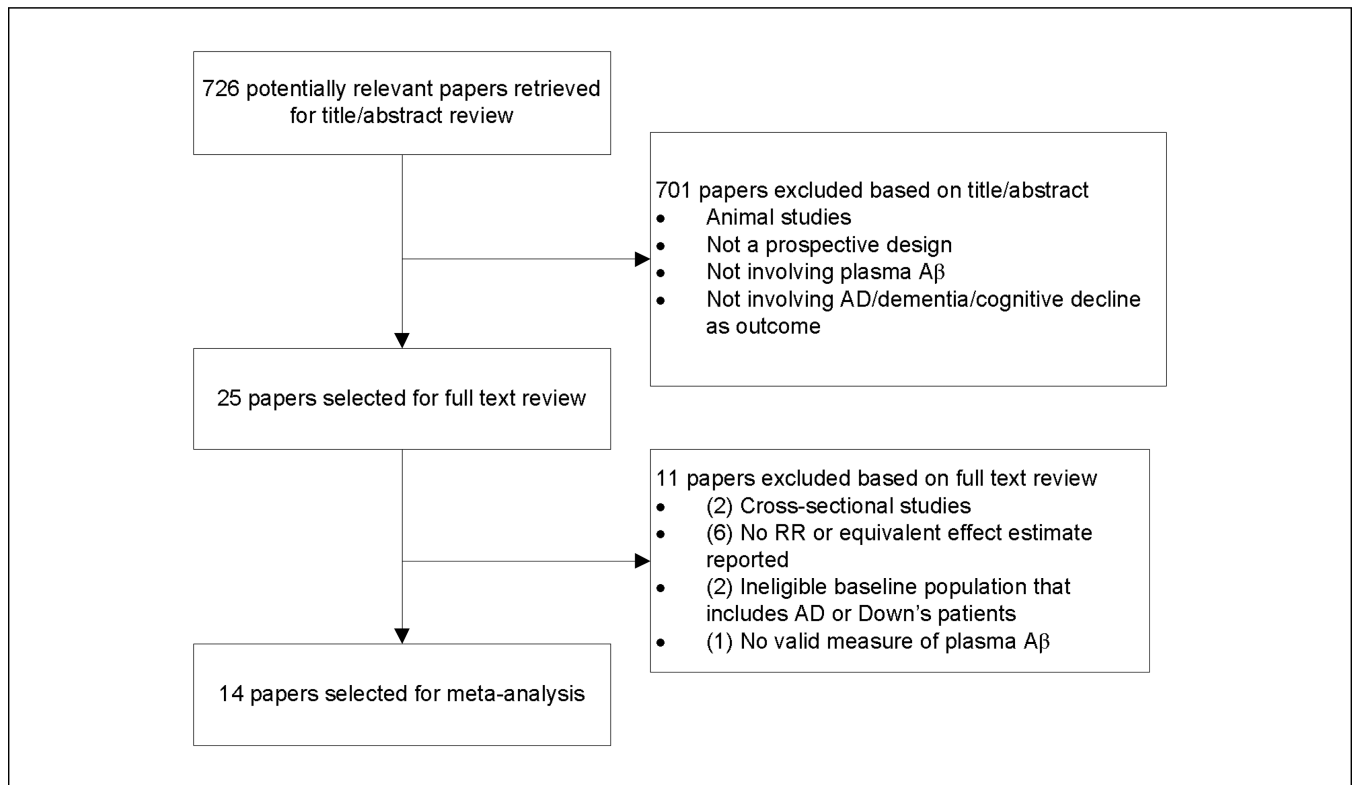 726 potentially relevant papers retrieved
for title/abstract review
701 papers excluded based on title/abstract
• Animal studies
• Not a prospective design
• Not involving plasma Aβ
• Not involving AD/dementia/cognitive decline
as outcome
25 papers selected for full text review
11 papers excluded based on full text review
• (2) Cross-sectional studies
• (6) No RR or equivalent effect estimate
reported
• (2) Ineligible baseline population that
includes AD or Down’s patients
• (1) No valid measure of plasma Aβ
14 papers selected for meta-analysis